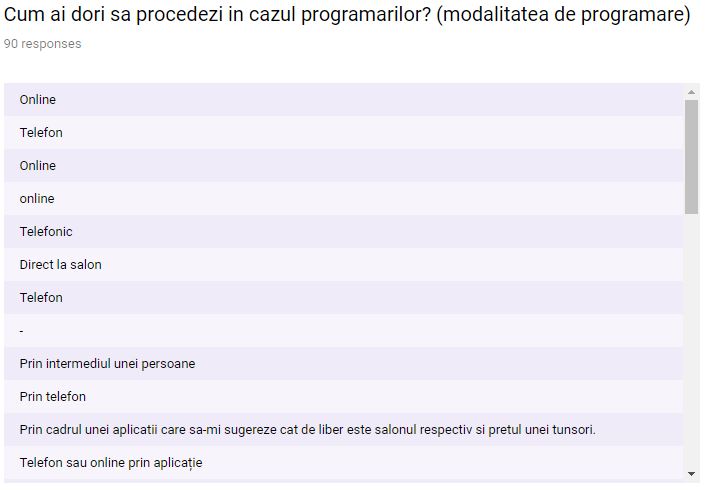 Cum ai dori sa procedezi in cazul programarilor? (modalitatea de programare)
90 responses
Online
Telefon
Online
online
Telefonic
Direct la salon
Telefon
-
Prin intermediul unei persoane
Prin telefon
Prin cadrul unei aplicatii care sa-mi sugereze cat de liber este salonul respectiv si pretul unei tunsori.
Telefon sau online prin aplicație